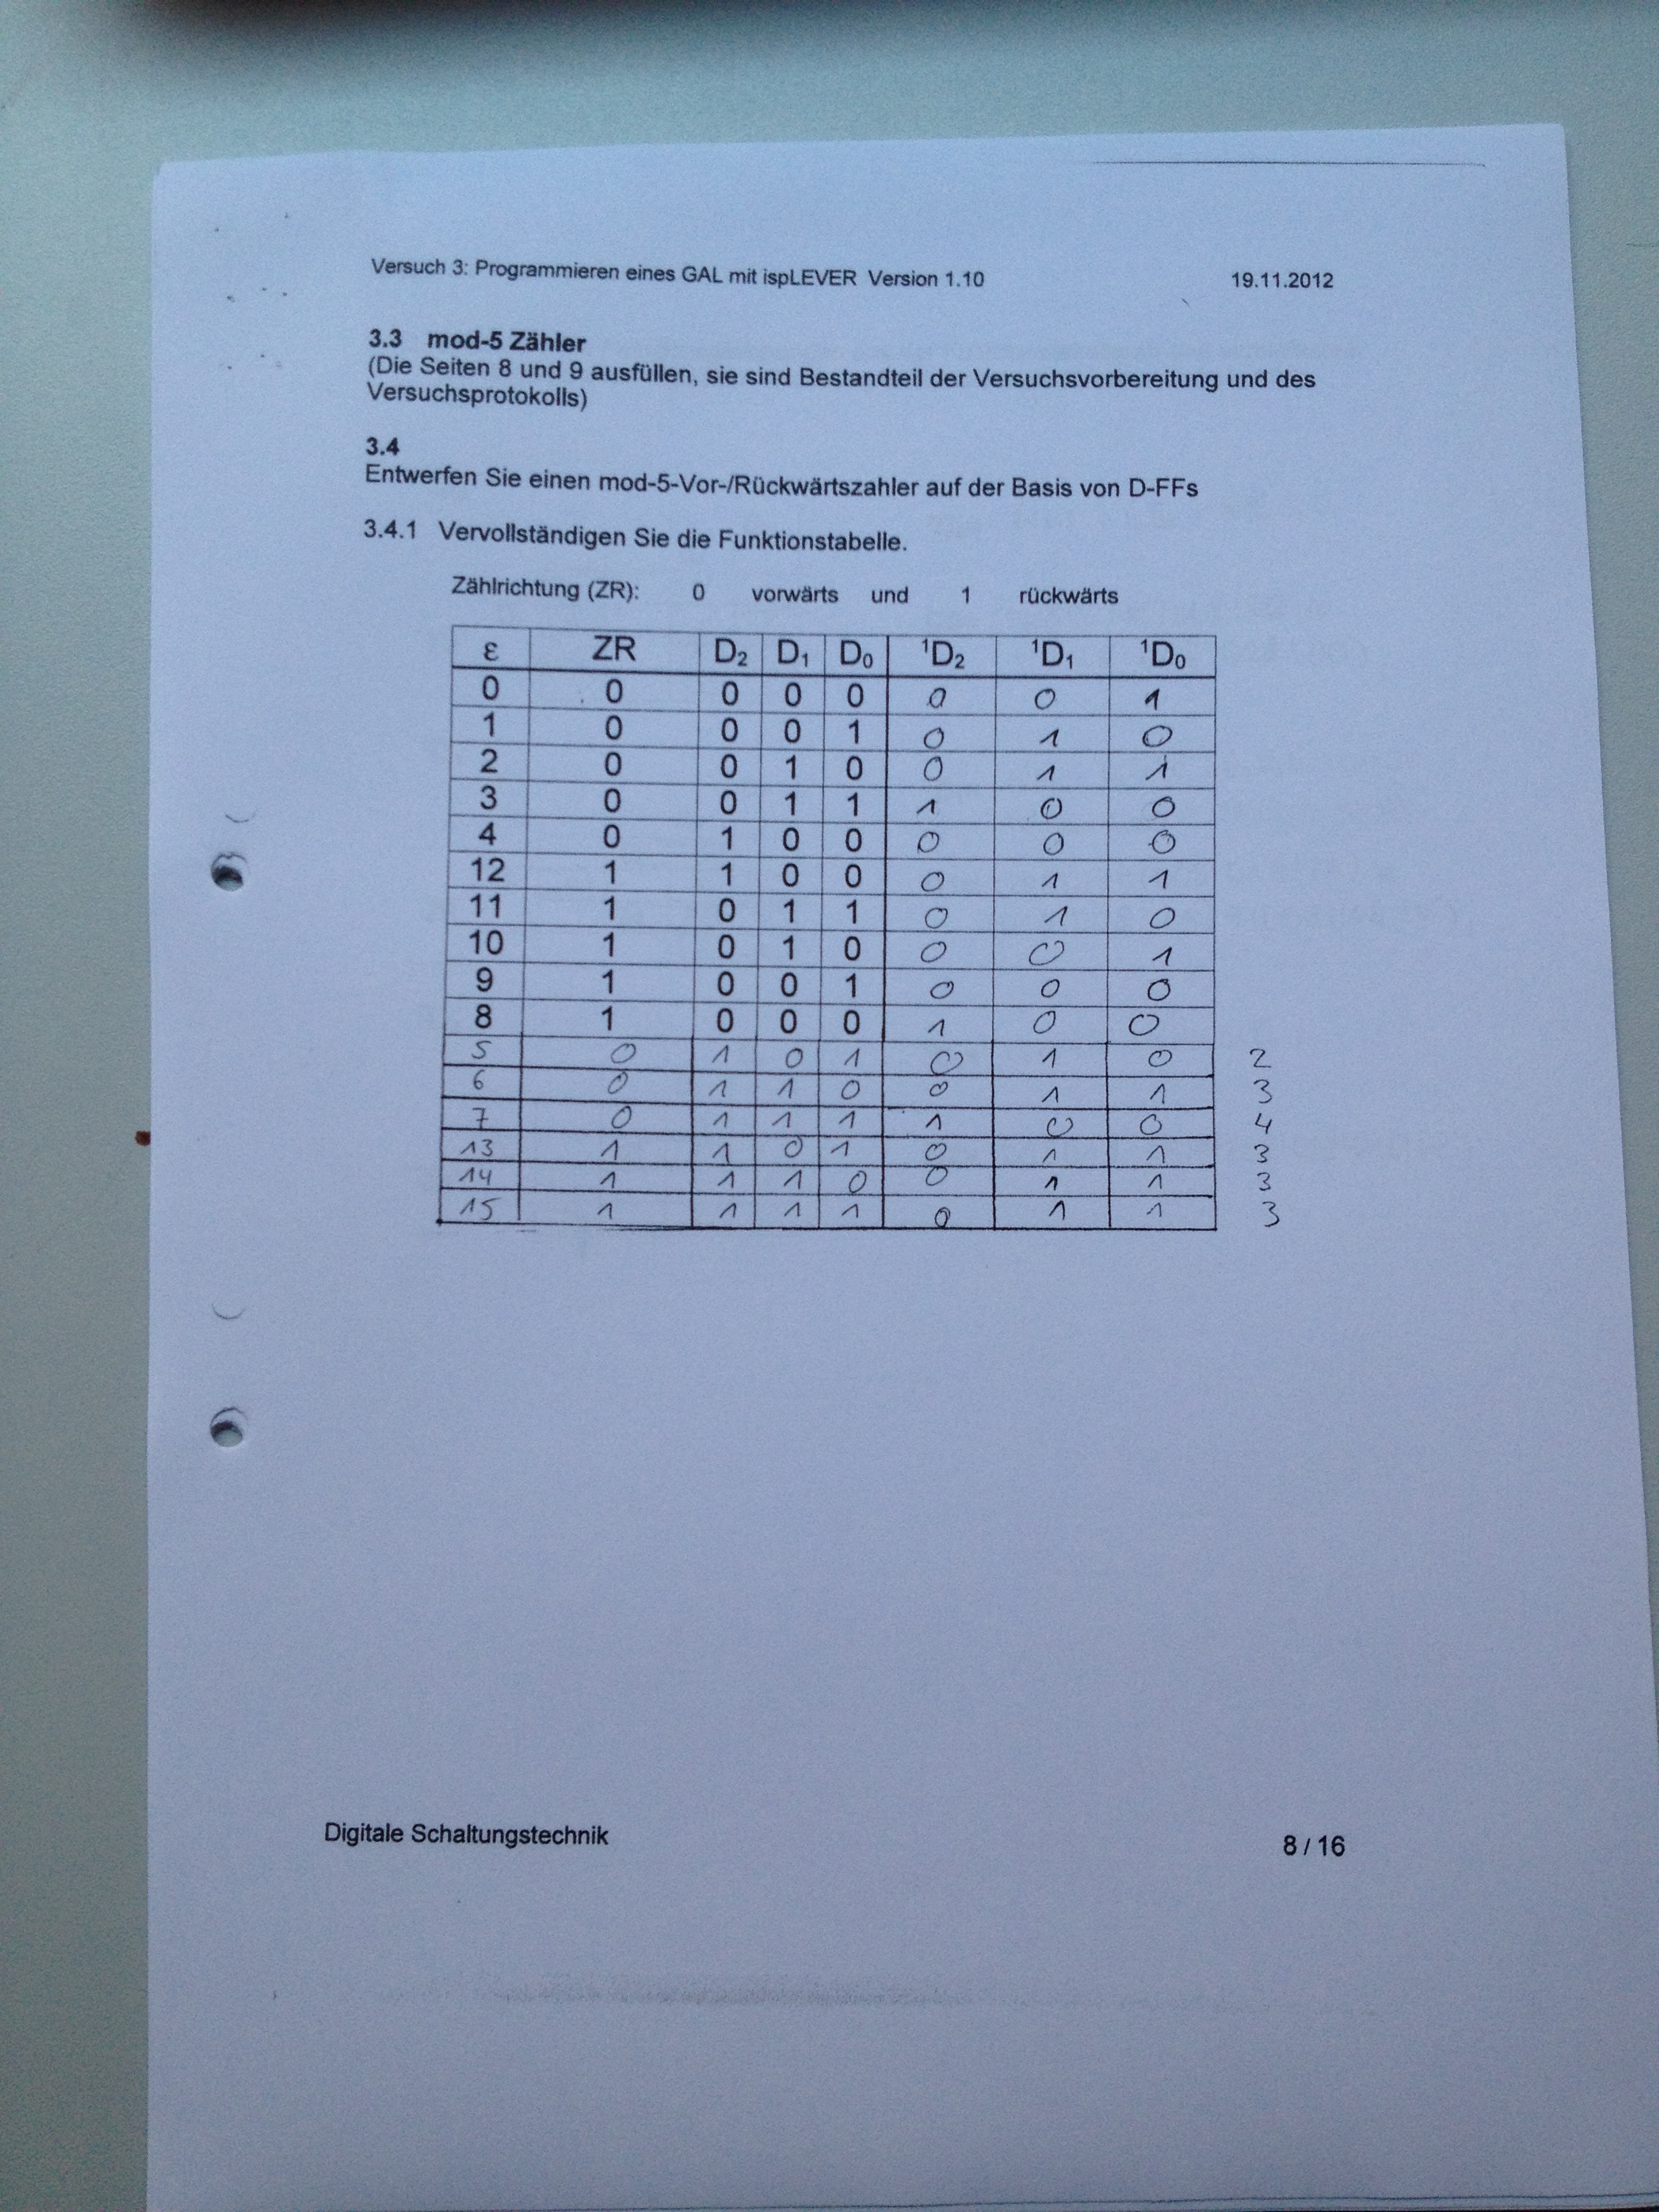 Versuch 3: Programmieren eines GAL mit ispLEVER Version 1.10 19.11.2012
3.3 mod-5 Zähler
(Die Seiten 8 und 9 ausfüllen, sie sind Bestandteil der Versuchsvorbereitung und des
Versuchsprotokolls)
3.4
Entwerfen Sie einen mod-5-Vor-/Rückwärtszahler auf der Basis von D-FFs
3.4.1 Vervollständigen Sie die Funktionstabelle.
Zählrichtung (ZR): 0 vorwärts und 1 rückwärts
ε ZR D₂ D₁ D₀ ¹D₂ ¹D₁ ¹D₀
0 0 0 0 0 0 0 1
1 0 0 0 1 0 1 0
2 0 0 1 0 0 1 1
3 0 0 1 1 1 0 0
4 0 1 0 0 0 0 0
12 1 1 0 0 0 1 1
11 1 0 1 1 0 1 0
10 1 0 1 0 0 0 1
9 1 0 0 1 0 0 0
8 1 0 0 0 1 0 0
5 0 1 0 1 0 1 0 2
6 0 1 1 0 0 1 1 3
7 0 1 1 1 1 0 0 4
13 1 1 0 1 0 1 1 3
14 1 1 1 0 0 1 1 3
15 1 1 1 1 0 1 1 3
Digitale Schaltungstechnik 8 / 16